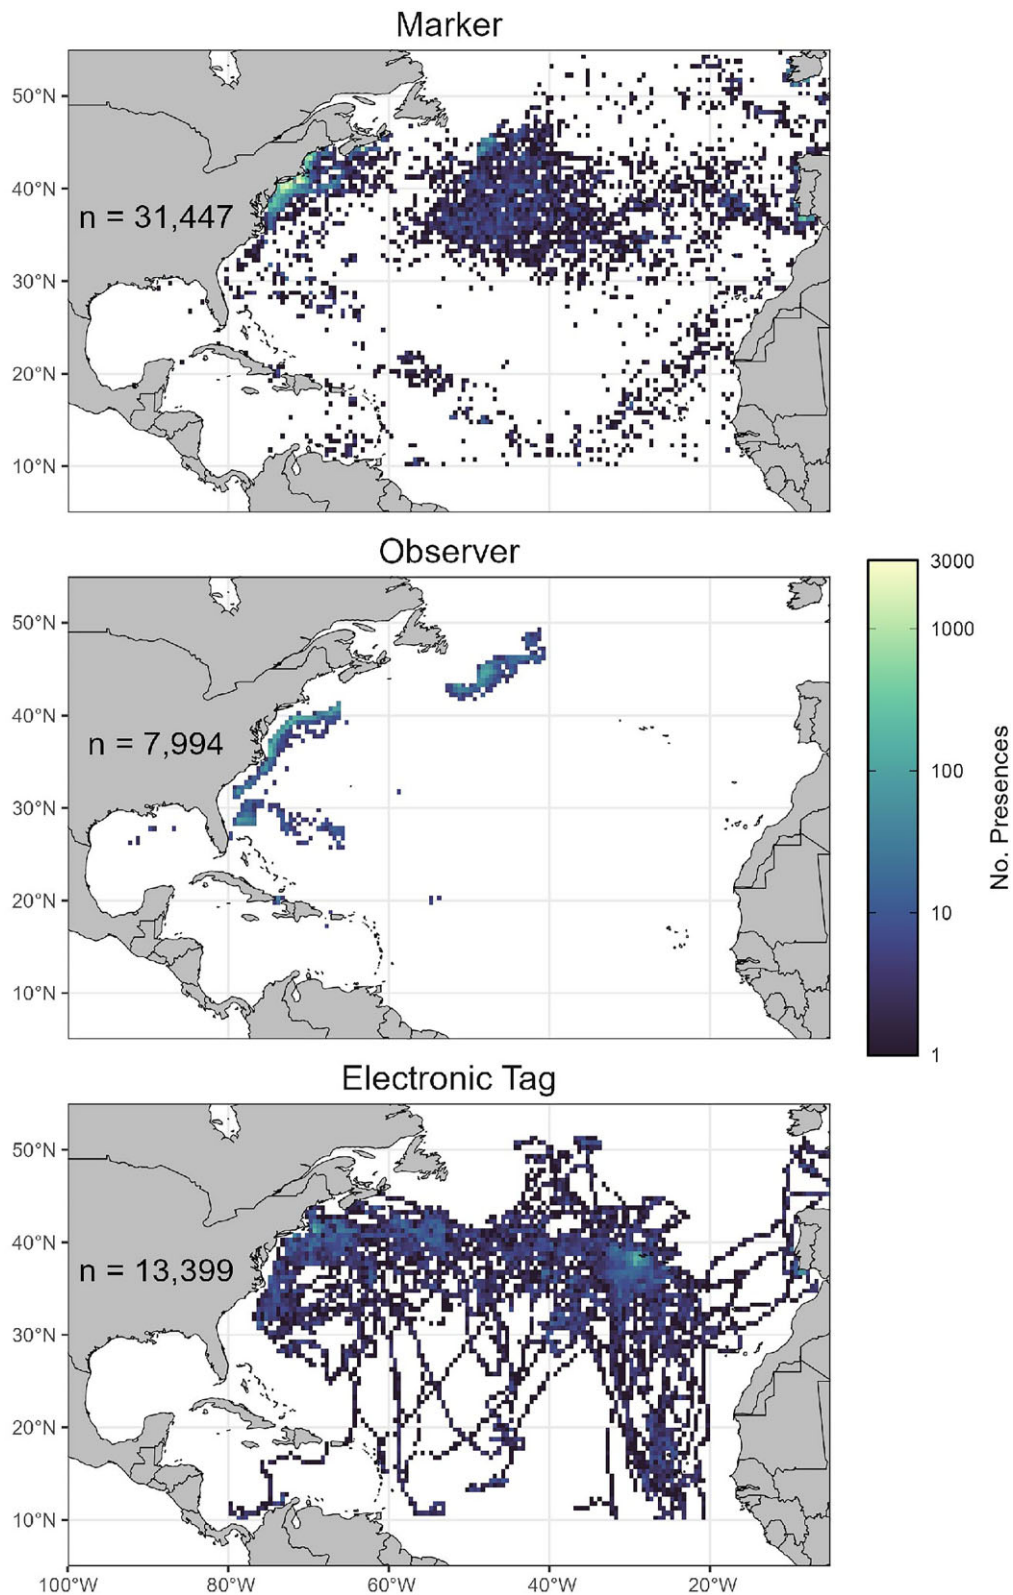 Marker
50°N
40°N
n = 31,447
30°N
20°N
10°N
Observer
50°N
40°N
n = 7,994
30°N
20°N
10°N
3000
1000
100
10
1
No. Presences
Electronic Tag
50°N
40°N
n = 13,399
30°N
20°N
10°N
100°W 80°W 60°W 40°W 20°W